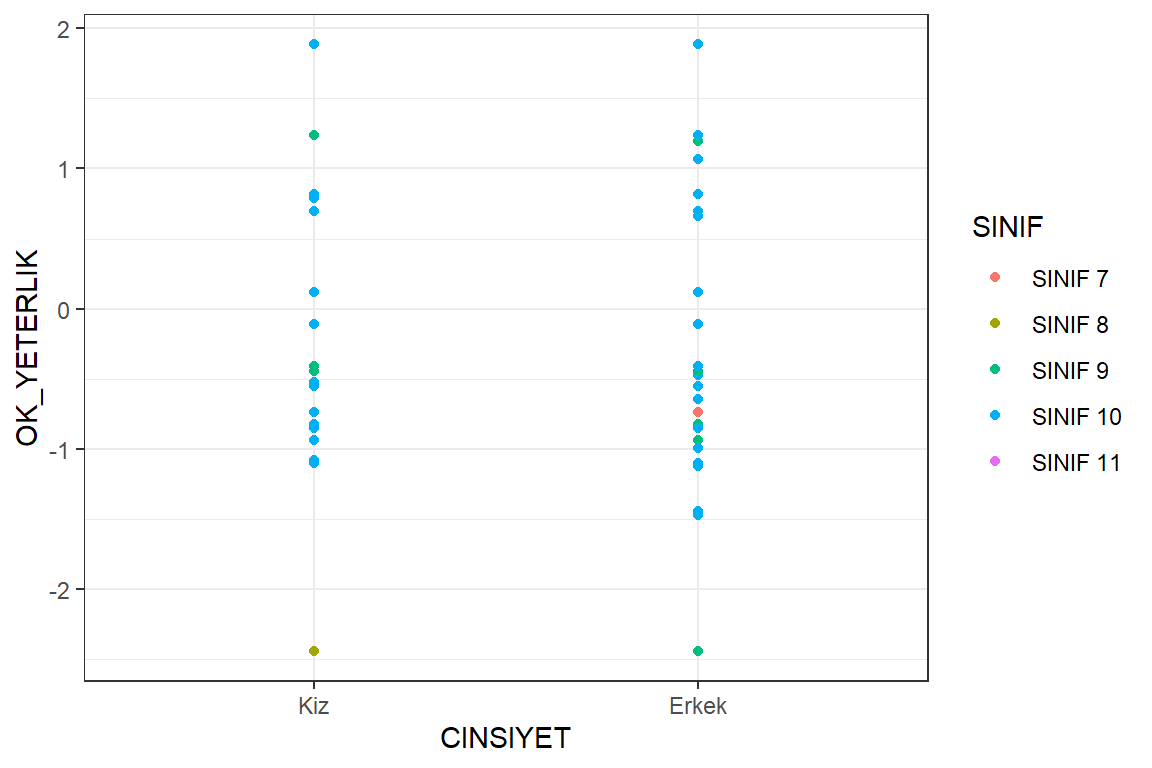 2
1
0
-1
-2
OK_YETERLIK
Kiz
Erkek
CINSIYET
SINIF
SINIF 7
SINIF 8
SINIF 9
SINIF 10
SINIF 11